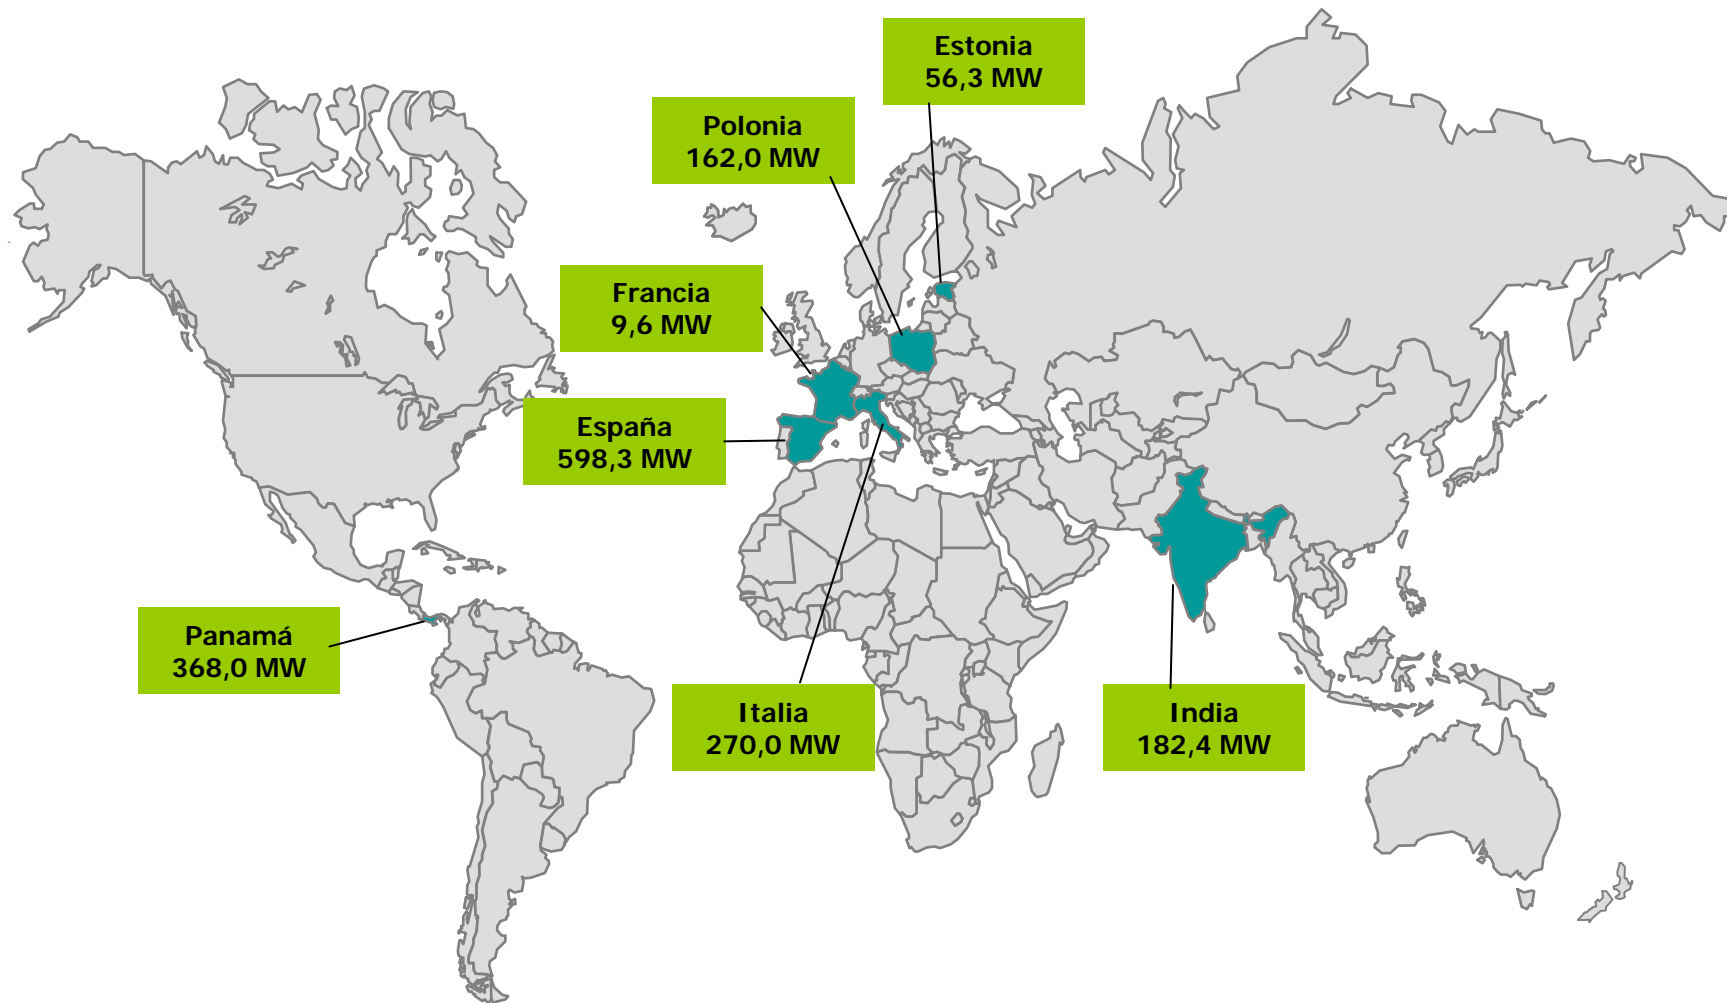 Estonia
56,3 MW
Polonia
162,0 MW
Francia
9,6 MW
España
598,3 MW
Panamá
368,0 MW
Italia
270,0 MW
India
182,4 MW